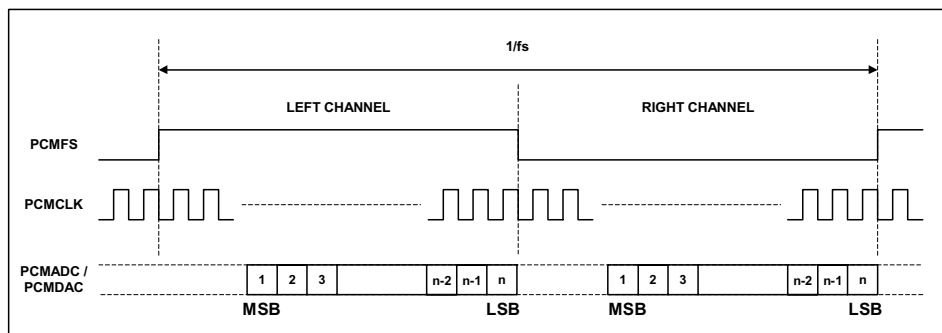 1/fs
LEFT CHANNEL
RIGHT CHANNEL
PCMFS
PCMCLK
PCMADC /
PCMDAC
1 2 3 n-2 n-1 n 1 2 3 n-2 n-1 n
MSB LSB MSB LSB